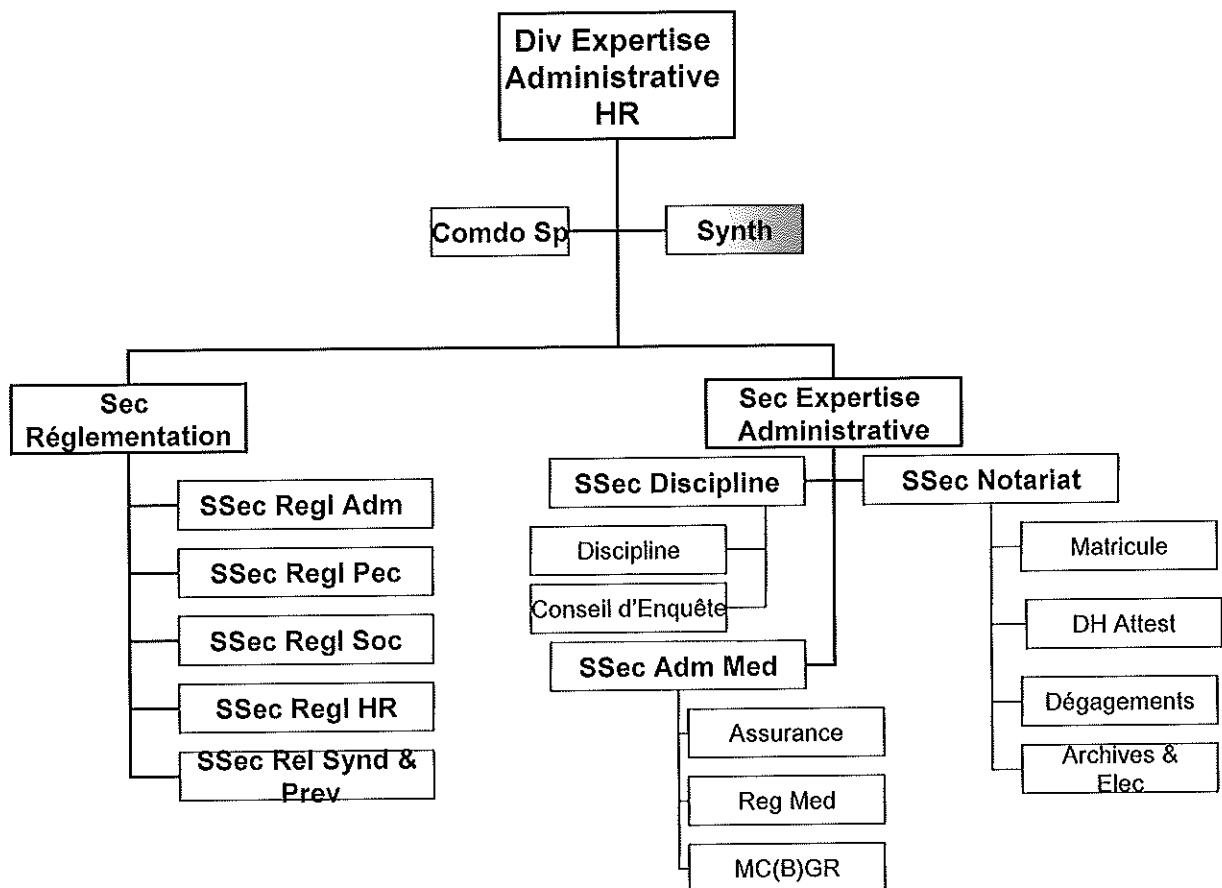 Div Expertise
Administrative
HR
Comdo Sp
Synth
Sec
Réglementation
SSec Regl Adm
SSec Regl Pec
SSec Regl Soc
SSec Regl HR
SSec Rel Synd &
Prev
Sec Expertise
Administrative
SSec Discipline
Discipline
Conseil d'Enquête
SSec Adm Med
Assurance
Reg Med
MC(B)GR
SSec Notariat
Matricule
DH Attest
Dégagements
Archives &
Elec